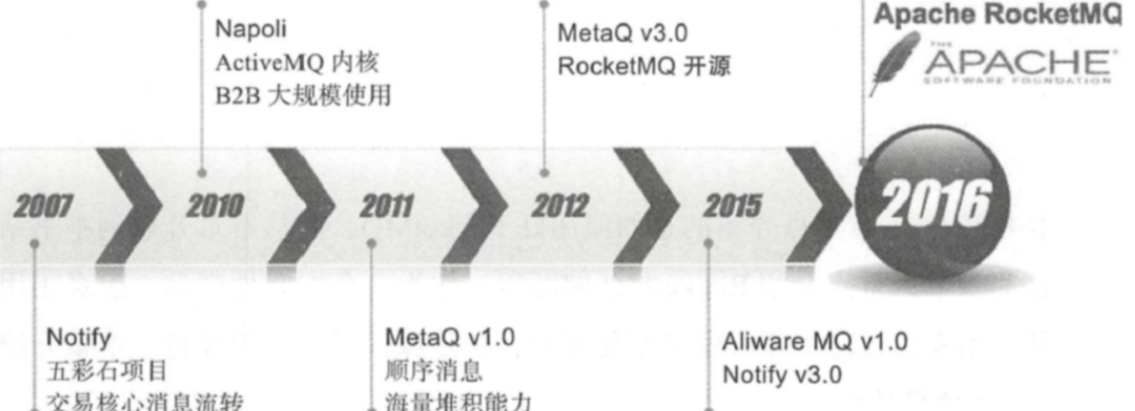 Apache RocketMQ
THE
APACHE
SOFTWARE FOUNDATION
Napoli
ActiveMQ 内核
B2B 大规模使用
MetaQ v3.0
RocketMQ 开源
2007
2010
2011
2012
2015
2016
Notify
五彩石项目
交易核心消息流转
MetaQ v1.0
顺序消息
海量堆积能力
Aliware MQ v1.0
Notify v3.0